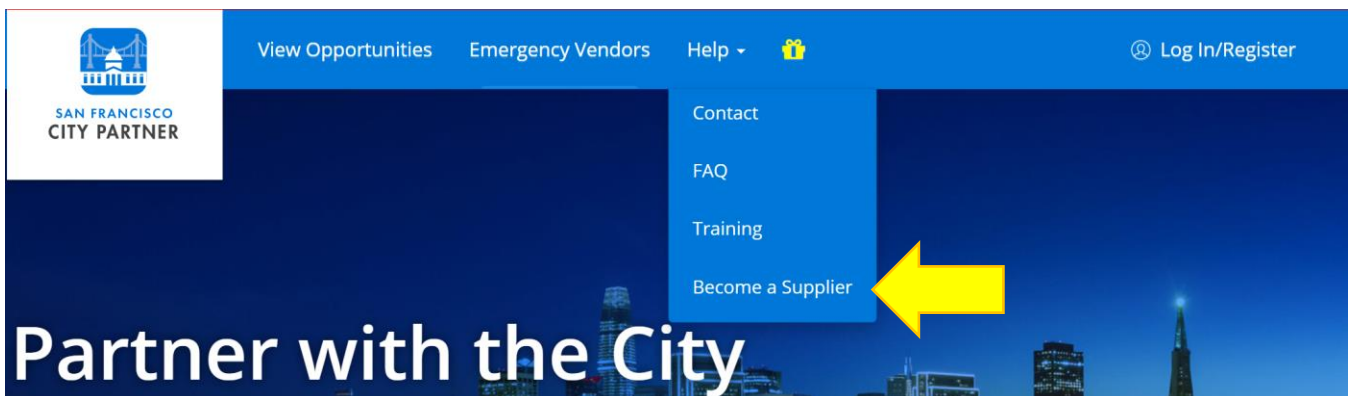 View Opportunities Emergency Vendors Help Log In/Register
SAN FRANCISCO
CITY PARTNER
Contact
FAQ
Training
Become a Supplier
Partner with the City